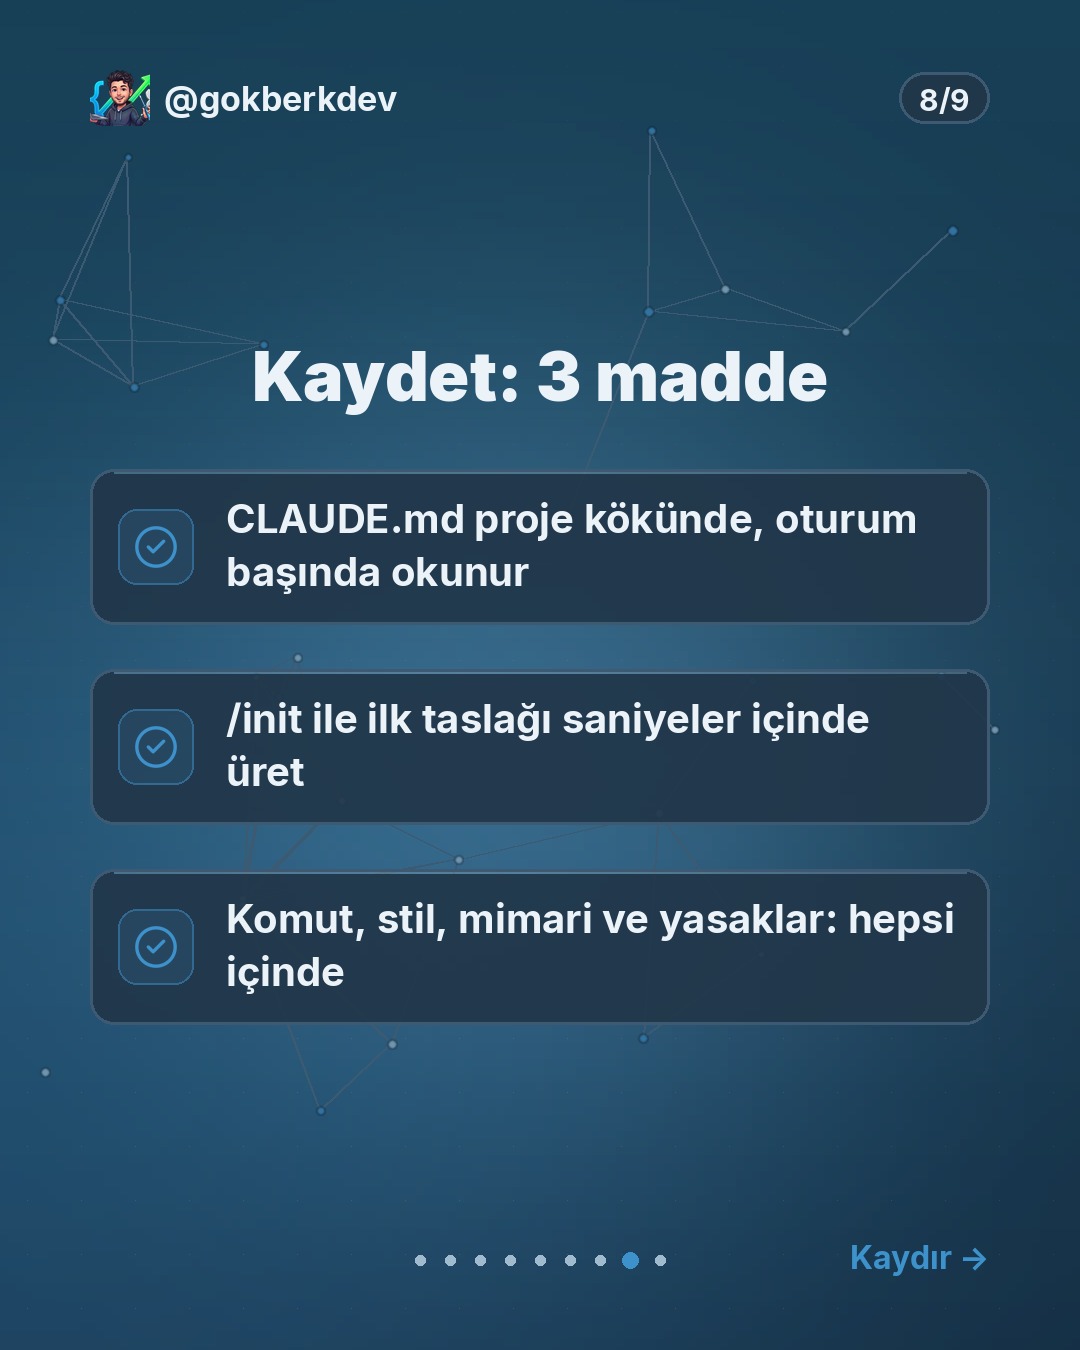 @gokberkdev
8/9
Kaydet: 3 madde
CLAUDE.md proje kökünde, oturum
başında okunur
/init ile ilk taslağı saniyeler içinde
üret
Komut, stil, mimari ve yasaklar: hepsi
içinde
Kaydır →